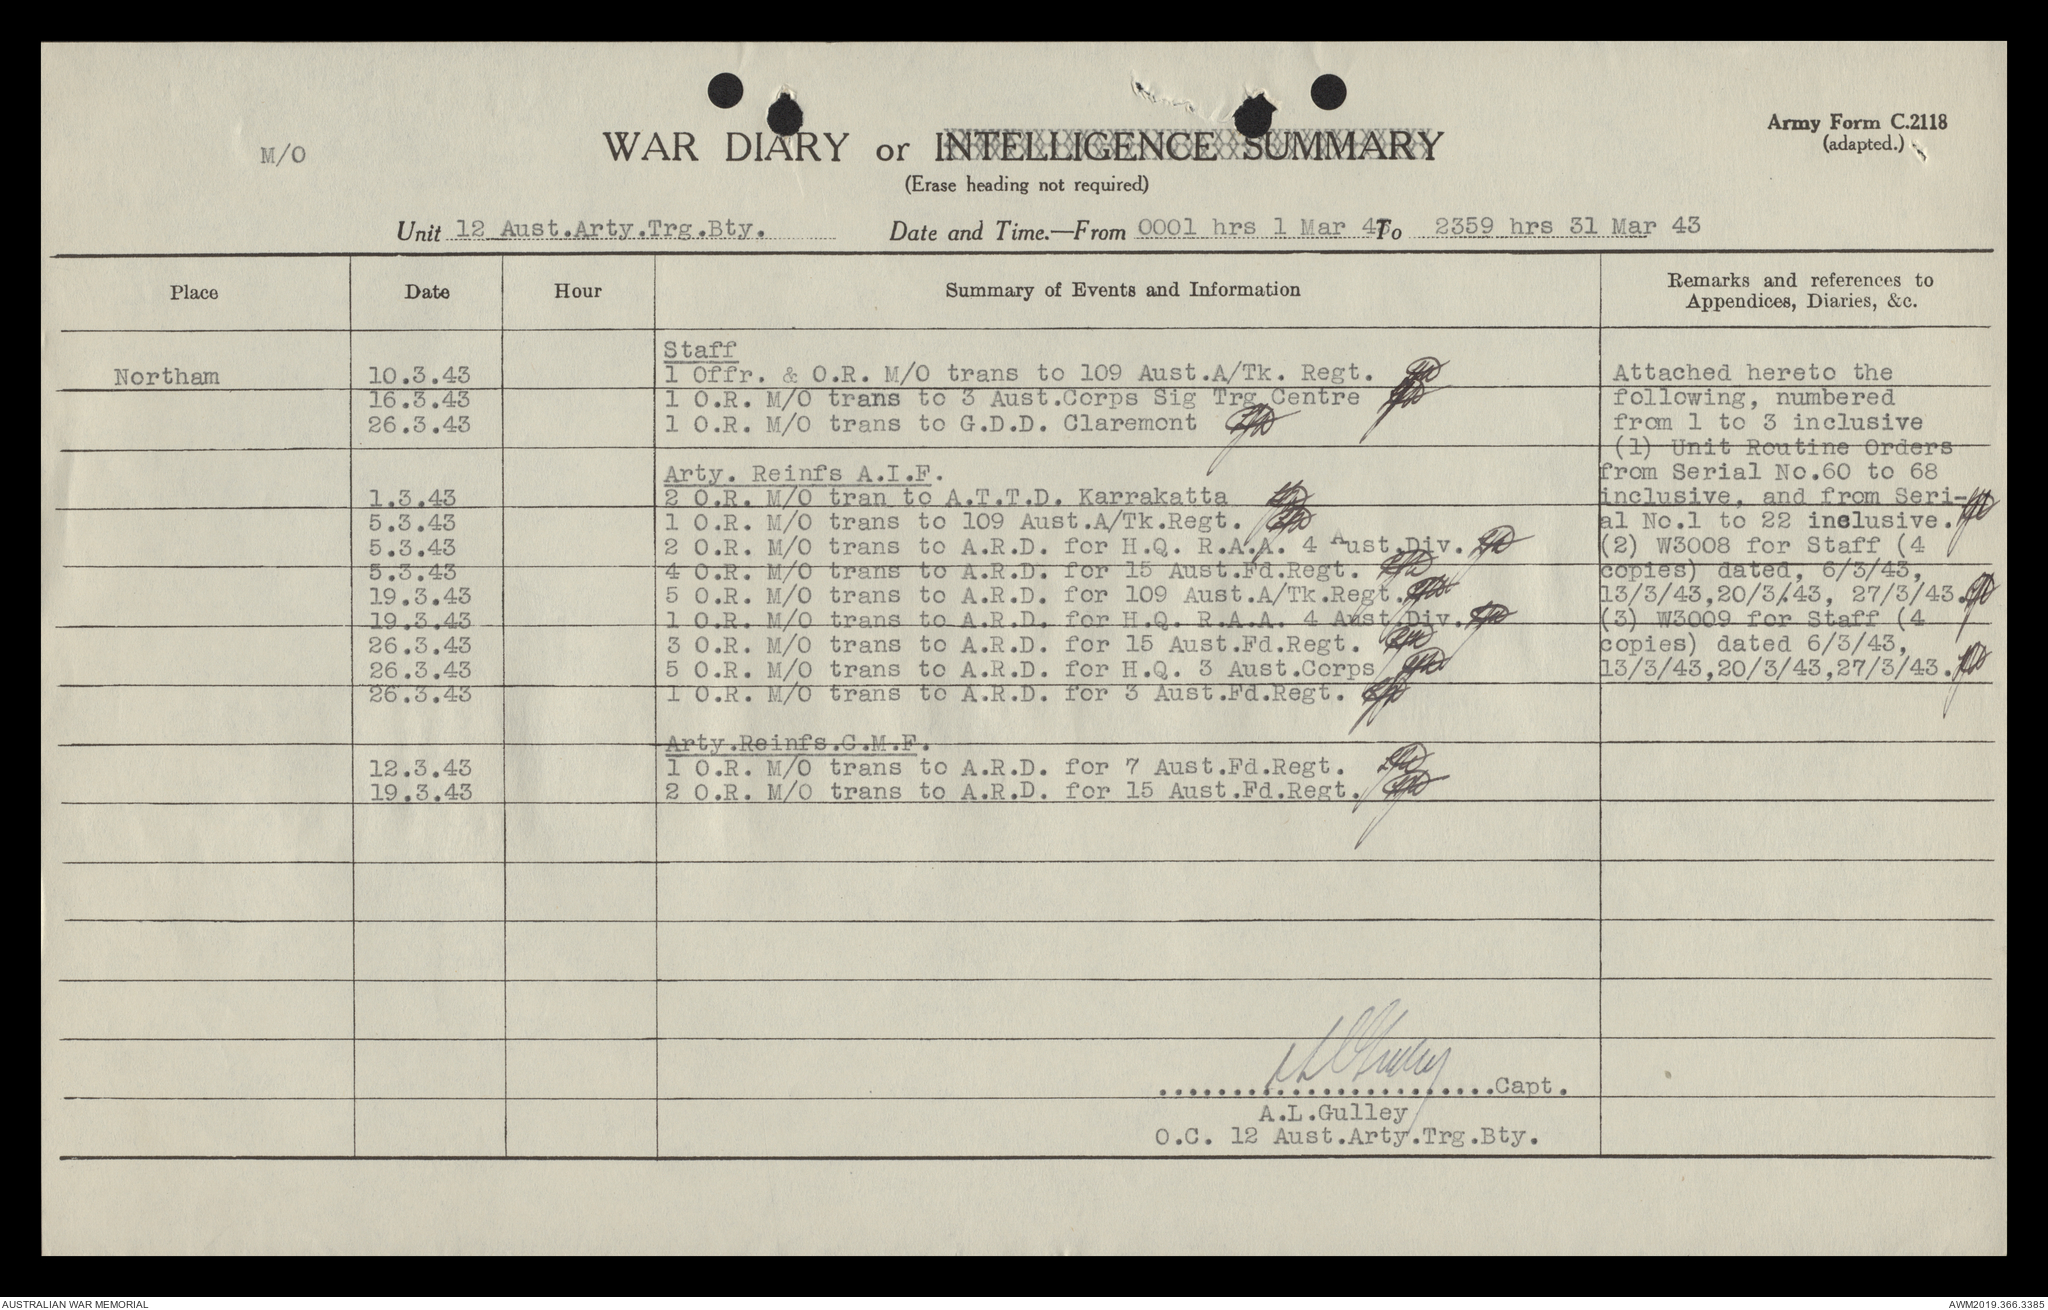 M/O
WAR DIARY or INTELLIGENCE SUMMARY
(Erase heading not required)
Army Form C.2118
(adapted.)
Unit 12 Aust.Arty.Trg.Bty. Date and Time.—From 0001 hrs 1 Mar 43 To 2359 hrs 31 Mar 43
Place Date Hour Summary of Events and Information Remarks and references to
Appendices, Diaries, &c.
Staff
Northam 10.3.43 1 Offr. & O.R. M/O trans to 109 Aust.A/Tk. Regt.
16.3.43 1 O.R. M/O trans to 3 Aust.Corps Sig Trg Centre
26.3.43 1 O.R. M/O trans to G.D.D. Claremont
Arty. Reinfs A.I.F.
1.3.43 2 O.R. M/O tran to A.T.T.D. Karrakatta
5.3.43 1 O.R. M/O trans to 109 Aust.A/Tk.Regt.
5.3.43 2 O.R. M/O trans to A.R.D. for H.Q. R.A.A. 4 Aust.Div.
5.3.43 4 O.R. M/O trans to A.R.D. for 15 Aust.Fd.Regt.
19.3.43 5 O.R. M/O trans to A.R.D. for 109 Aust.A/Tk.Regt.
19.3.43 1 O.R. M/O trans to A.R.D. for H.Q. R.A.A. 4 Aust Div.
26.3.43 3 O.R. M/O trans to A.R.D. for 15 Aust.Fd.Regt.
26.3.43 5 O.R. M/O trans to A.R.D. for H.Q. 3 Aust.Corps
26.3.43 1 O.R. M/O trans to A.R.D. for 3 Aust.Fd.Regt.
Arty.Reinfs.C.M.F.
12.3.43 1 O.R. M/O trans to A.R.D. for 7 Aust.Fd.Regt.
19.3.43 2 O.R. M/O trans to A.R.D. for 15 Aust.Fd.Regt.
Attached hereto the
following, numbered
from 1 to 3 inclusive
(1) Unit Routine Orders
from Serial No.60 to 68
inclusive, and from Seri-
al No.1 to 22 inclusive.
(2) W3008 for Staff (4
copies) dated, 6/3/43,
13/3/43,20/3/43, 27/3/43.
(3) W3009 for Staff (4
copies) dated 6/3/43,
13/3/43,20/3/43,27/3/43.
.......................Capt.
A.L.Gulley
O.C. 12 Aust.Arty.Trg.Bty.
AUSTRALIAN WAR MEMORIAL
AWM2019.366.3385